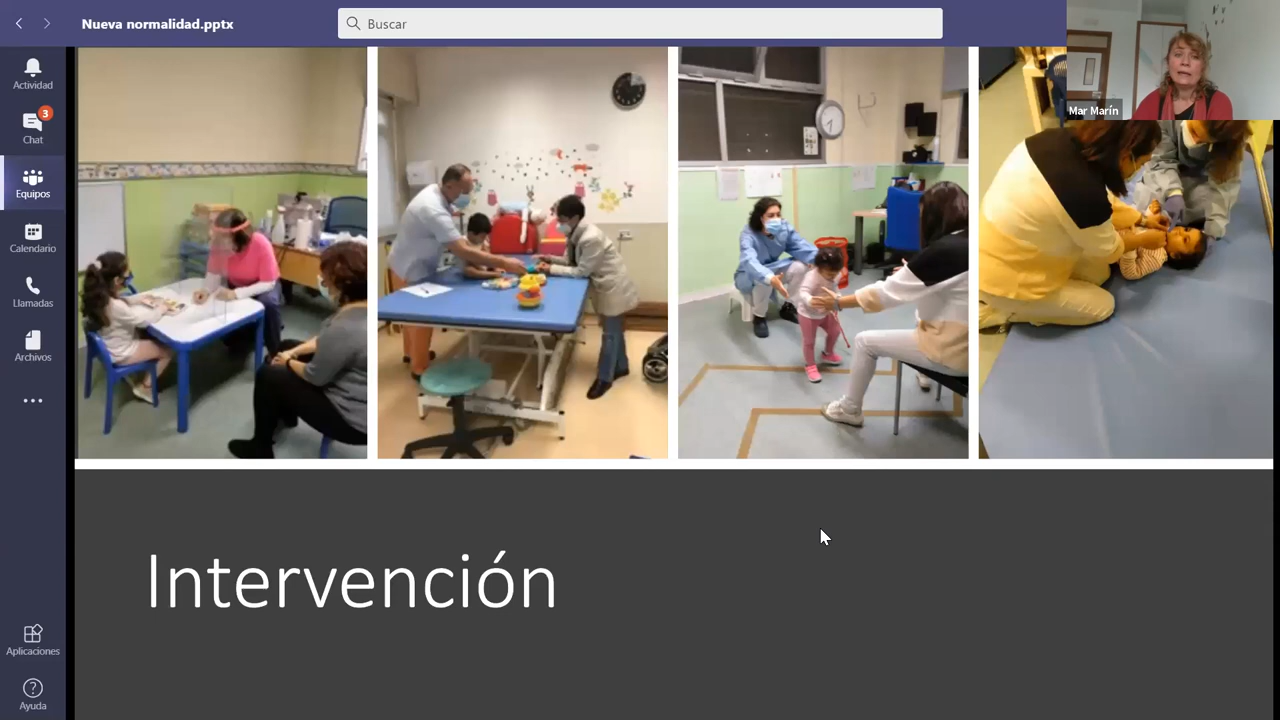 Nueva normalidad.pptx
Buscar
Mar Marín
Actividad
3
Chat
Equipos
Calendario
Llamadas
Archivos
Intervención
Aplicaciones
Ayuda